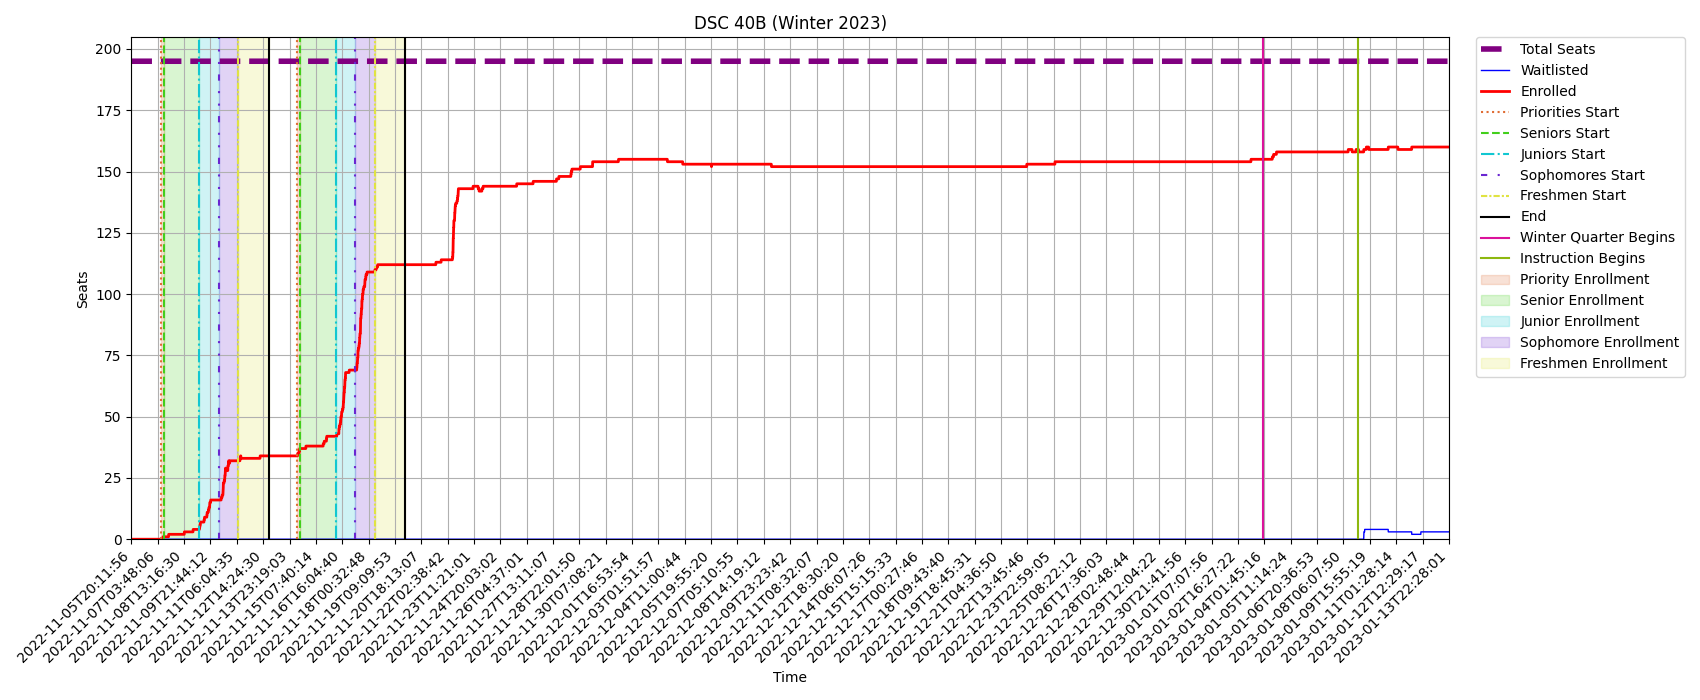 DSC 40B (Winter 2023)
Seats
200
175
150
125
100
75
50
25
0
2022-11-05T20:11:56
2022-11-07T03:48:06
2022-11-08T13:16:30
2022-11-09T21:44:12
2022-11-11T06:04:35
2022-11-12T14:24:30
2022-11-13T23:19:03
2022-11-15T07:40:14
2022-11-16T16:04:40
2022-11-18T00:32:48
2022-11-19T09:09:53
2022-11-20T18:13:07
2022-11-22T02:38:42
2022-11-23T11:21:01
2022-11-24T20:03:02
2022-11-26T04:37:01
2022-11-27T13:11:07
2022-11-28T22:01:50
2022-11-30T07:08:21
2022-12-01T16:53:54
2022-12-03T01:51:57
2022-12-04T11:00:44
2022-12-05T19:55:20
2022-12-07T05:10:55
2022-12-08T14:19:12
2022-12-09T23:23:42
2022-12-11T08:32:07
2022-12-12T18:30:20
2022-12-14T06:07:26
2022-12-15T15:15:33
2022-12-17T00:27:46
2022-12-18T09:43:40
2022-12-19T18:45:31
2022-12-21T04:36:50
2022-12-22T13:45:46
2022-12-23T22:59:05
2022-12-25T08:22:12
2022-12-26T17:36:03
2022-12-28T02:48:44
2022-12-29T12:04:22
2022-12-30T21:41:56
2023-01-01T07:07:56
2023-01-02T16:27:22
2023-01-04T01:45:16
2023-01-05T11:14:24
2023-01-06T20:36:53
2023-01-08T06:07:50
2023-01-09T15:55:19
2023-01-11T01:28:14
2023-01-12T12:29:17
2023-01-13T22:28:01
Time
Total Seats
Waitlisted
Enrolled
Priorities Start
Seniors Start
Juniors Start
Sophomores Start
Freshmen Start
End
Winter Quarter Begins
Instruction Begins
Priority Enrollment
Senior Enrollment
Junior Enrollment
Sophomore Enrollment
Freshmen Enrollment